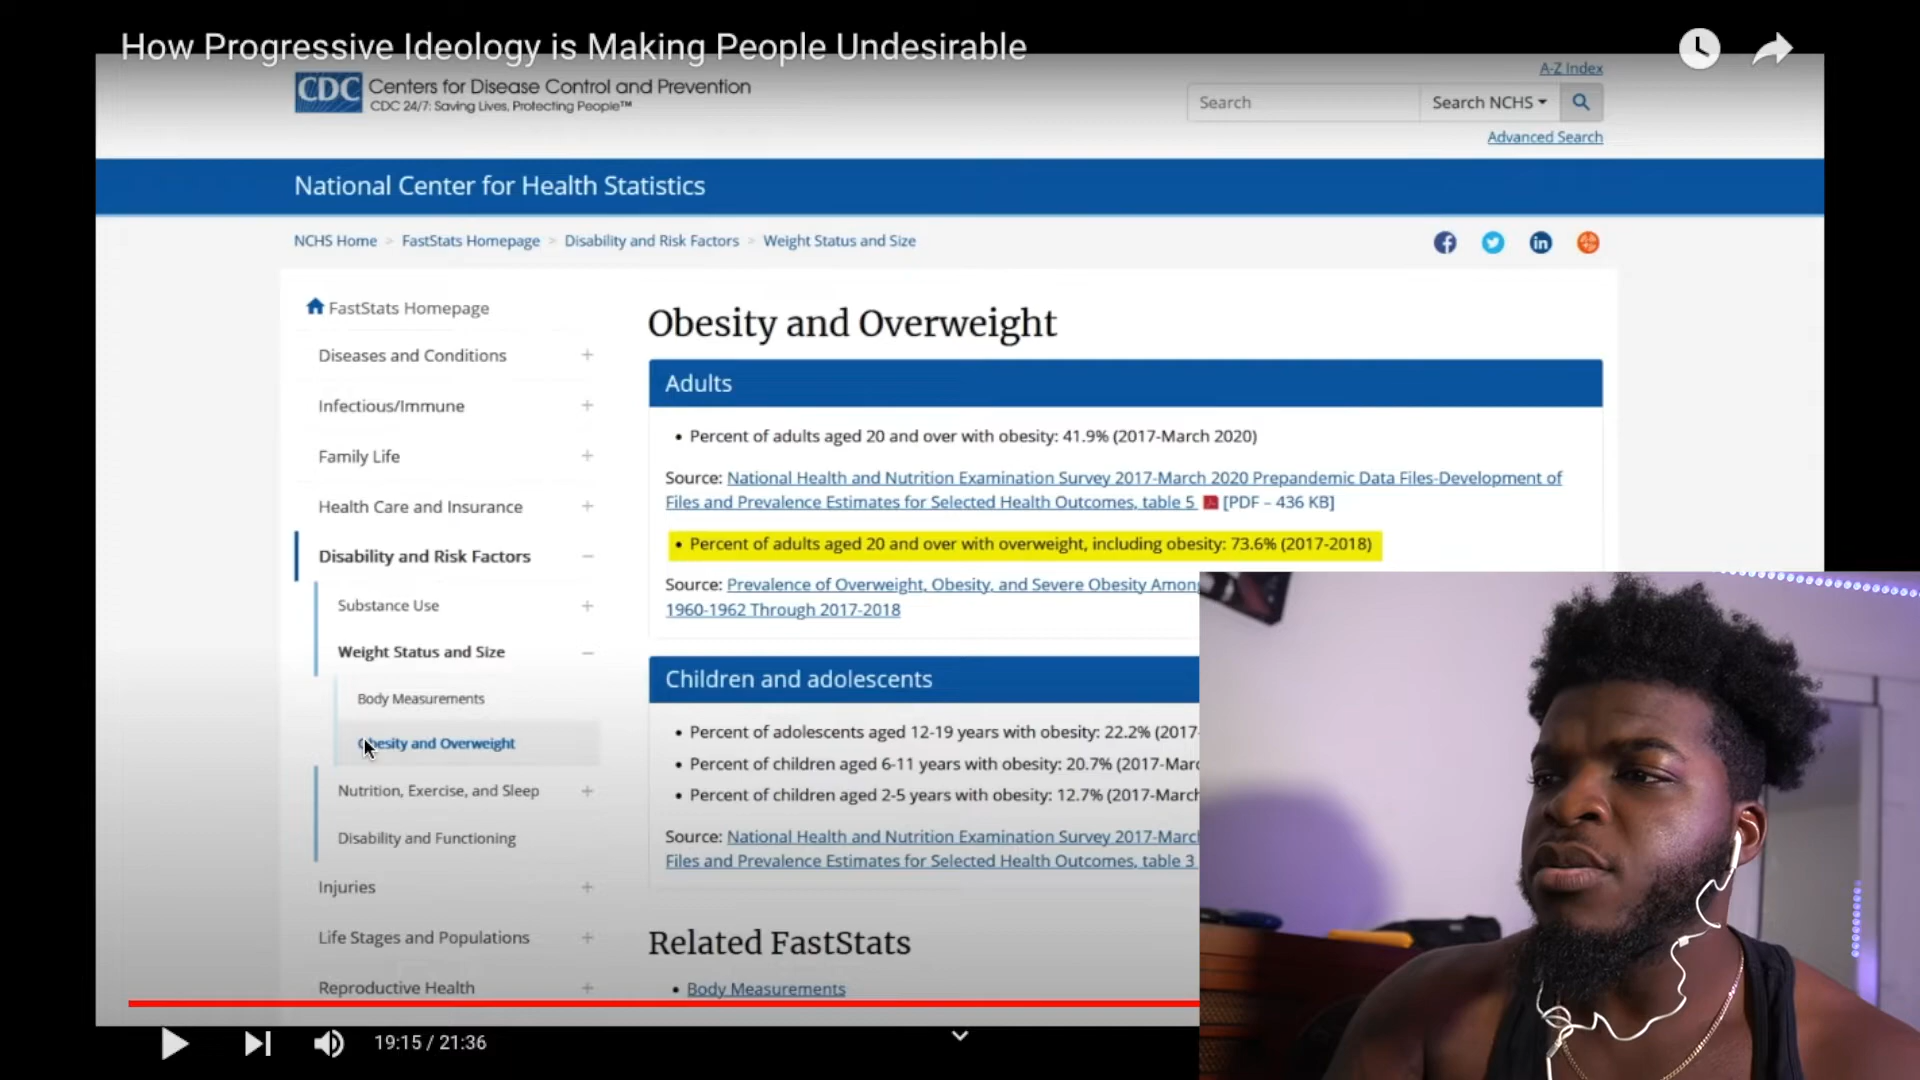 How Progressive Ideology is Making People Undesirable
A-Z Index
CDC Centers for Disease Control and Prevention
CDC 24/7: Saving Lives, Protecting People™
Search
Search NCHS
Advanced Search
National Center for Health Statistics
NCHS Home > FastStats Homepage > Disability and Risk Factors > Weight Status and Size
FastStats Homepage
Diseases and Conditions +
Infectious/Immune +
Family Life +
Health Care and Insurance +
Disability and Risk Factors −
Substance Use +
Weight Status and Size −
Body Measurements
Obesity and Overweight
Nutrition, Exercise, and Sleep +
Disability and Functioning
Injuries +
Life Stages and Populations +
Reproductive Health +
Obesity and Overweight
Adults
• Percent of adults aged 20 and over with obesity: 41.9% (2017-March 2020)
Source: National Health and Nutrition Examination Survey 2017-March 2020 Prepandemic Data Files-Development of
Files and Prevalence Estimates for Selected Health Outcomes, table 5 [PDF – 436 KB]
• Percent of adults aged 20 and over with overweight, including obesity: 73.6% (2017-2018)
Source: Prevalence of Overweight, Obesity, and Severe Obesity Amon
1960-1962 Through 2017-2018
Children and adolescents
• Percent of adolescents aged 12-19 years with obesity: 22.2% (2017-
• Percent of children aged 6-11 years with obesity: 20.7% (2017-Marc
• Percent of children aged 2-5 years with obesity: 12.7% (2017-March
Source: National Health and Nutrition Examination Survey 2017-Marc
Files and Prevalence Estimates for Selected Health Outcomes, table 3
Related FastStats
• Body Measurements
19:15 / 21:36